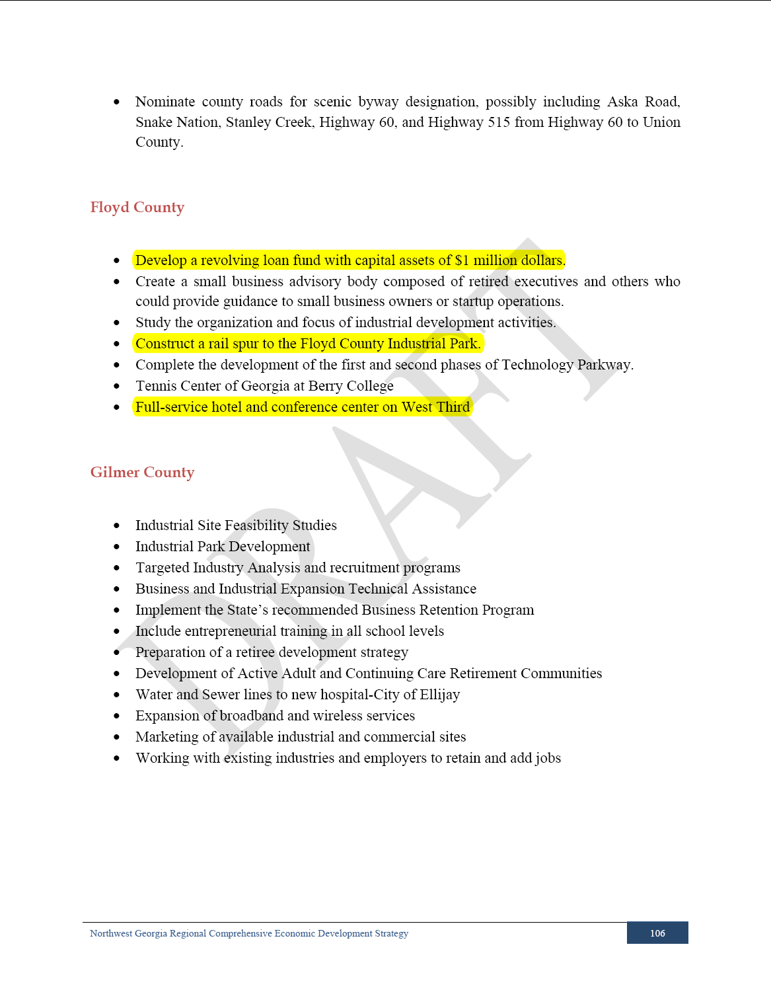 • Nominate county roads for scenic byway designation, possibly including Aska Road,
Snake Nation, Stanley Creek, Highway 60, and Highway 515 from Highway 60 to Union
County.
Floyd County
• Develop a revolving loan fund with capital assets of $1 million dollars.
• Create a small business advisory body composed of retired executives and others who
could provide guidance to small business owners or startup operations.
• Study the organization and focus of industrial development activities.
• Construct a rail spur to the Floyd County Industrial Park.
• Complete the development of the first and second phases of Technology Parkway.
• Tennis Center of Georgia at Berry College
• Full-service hotel and conference center on West Third
Gilmer County
• Industrial Site Feasibility Studies
• Industrial Park Development
• Targeted Industry Analysis and recruitment programs
• Business and Industrial Expansion Technical Assistance
• Implement the State’s recommended Business Retention Program
• Include entrepreneurial training in all school levels
• Preparation of a retiree development strategy
• Development of Active Adult and Continuing Care Retirement Communities
• Water and Sewer lines to new hospital-City of Ellijay
• Expansion of broadband and wireless services
• Marketing of available industrial and commercial sites
• Working with existing industries and employers to retain and add jobs
DRAFT
Northwest Georgia Regional Comprehensive Economic Development Strategy
106